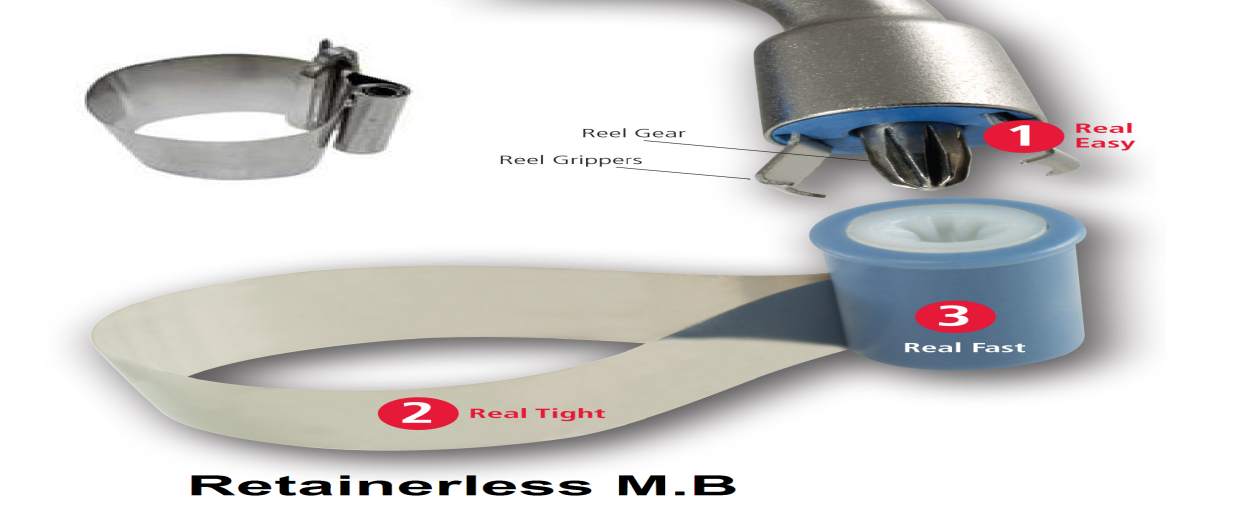 Reel Gear
Reel Grippers
1 Real
Easy
3
Real Fast
2 Real Tight
Retainerless M.B